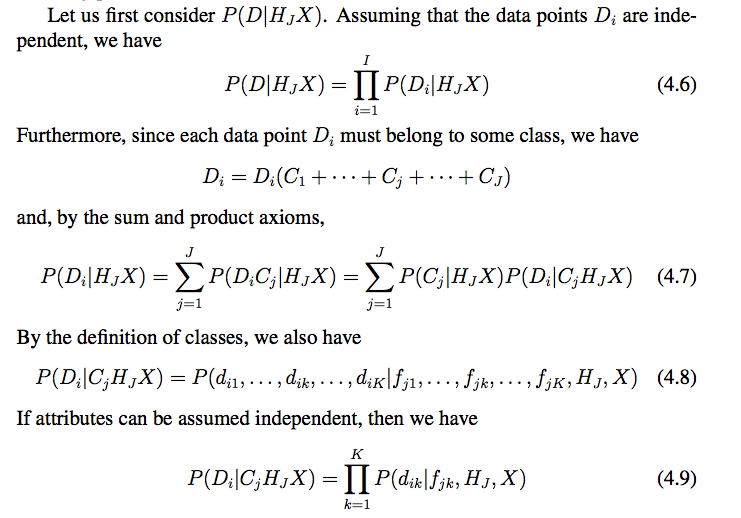 Let us first consider P(D|H_J X). Assuming that the data points D_i are inde-
pendent, we have
P(D|H_J X) = ∏_{i=1}^{I} P(D_i|H_J X) (4.6)
Furthermore, since each data point D_i must belong to some class, we have
D_i = D_i(C_1 + ··· + C_j + ··· + C_J)
and, by the sum and product axioms,
P(D_i|H_J X) = ∑_{j=1}^{J} P(D_i C_j|H_J X) = ∑_{j=1}^{J} P(C_j|H_J X)P(D_i|C_j H_J X) (4.7)
By the definition of classes, we also have
P(D_i|C_j H_J X) = P(d_{i1}, ..., d_{ik}, ..., d_{iK}|f_{j1}, ..., f_{jk}, ..., f_{jK}, H_J, X) (4.8)
If attributes can be assumed independent, then we have
P(D_i|C_j H_J X) = ∏_{k=1}^{K} P(d_{ik}|f_{jk}, H_J, X) (4.9)